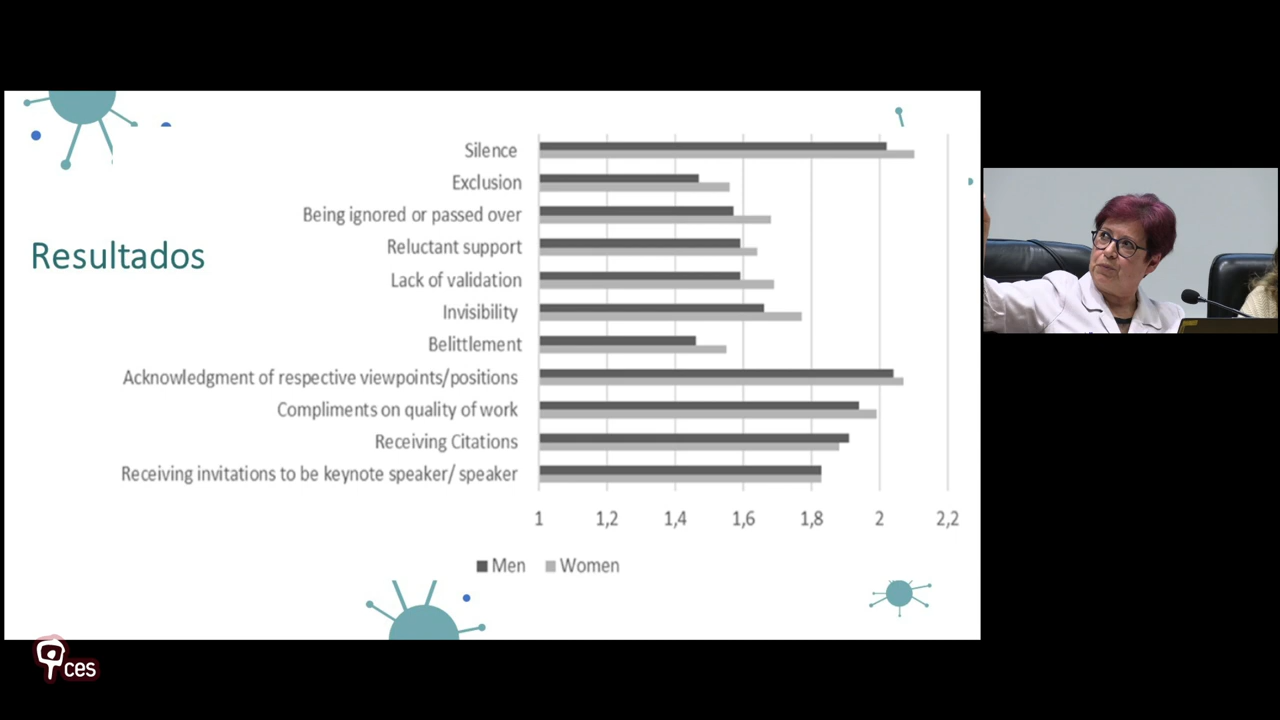 Resultados
Silence
Exclusion
Being ignored or passed over
Reluctant support
Lack of validation
Invisibility
Belittlement
Acknowledgment of respective viewpoints/positions
Compliments on quality of work
Receiving Citations
Receiving invitations to be keynote speaker/ speaker
1 1,2 1,4 1,6 1,8 2 2,2
Men Women
ces